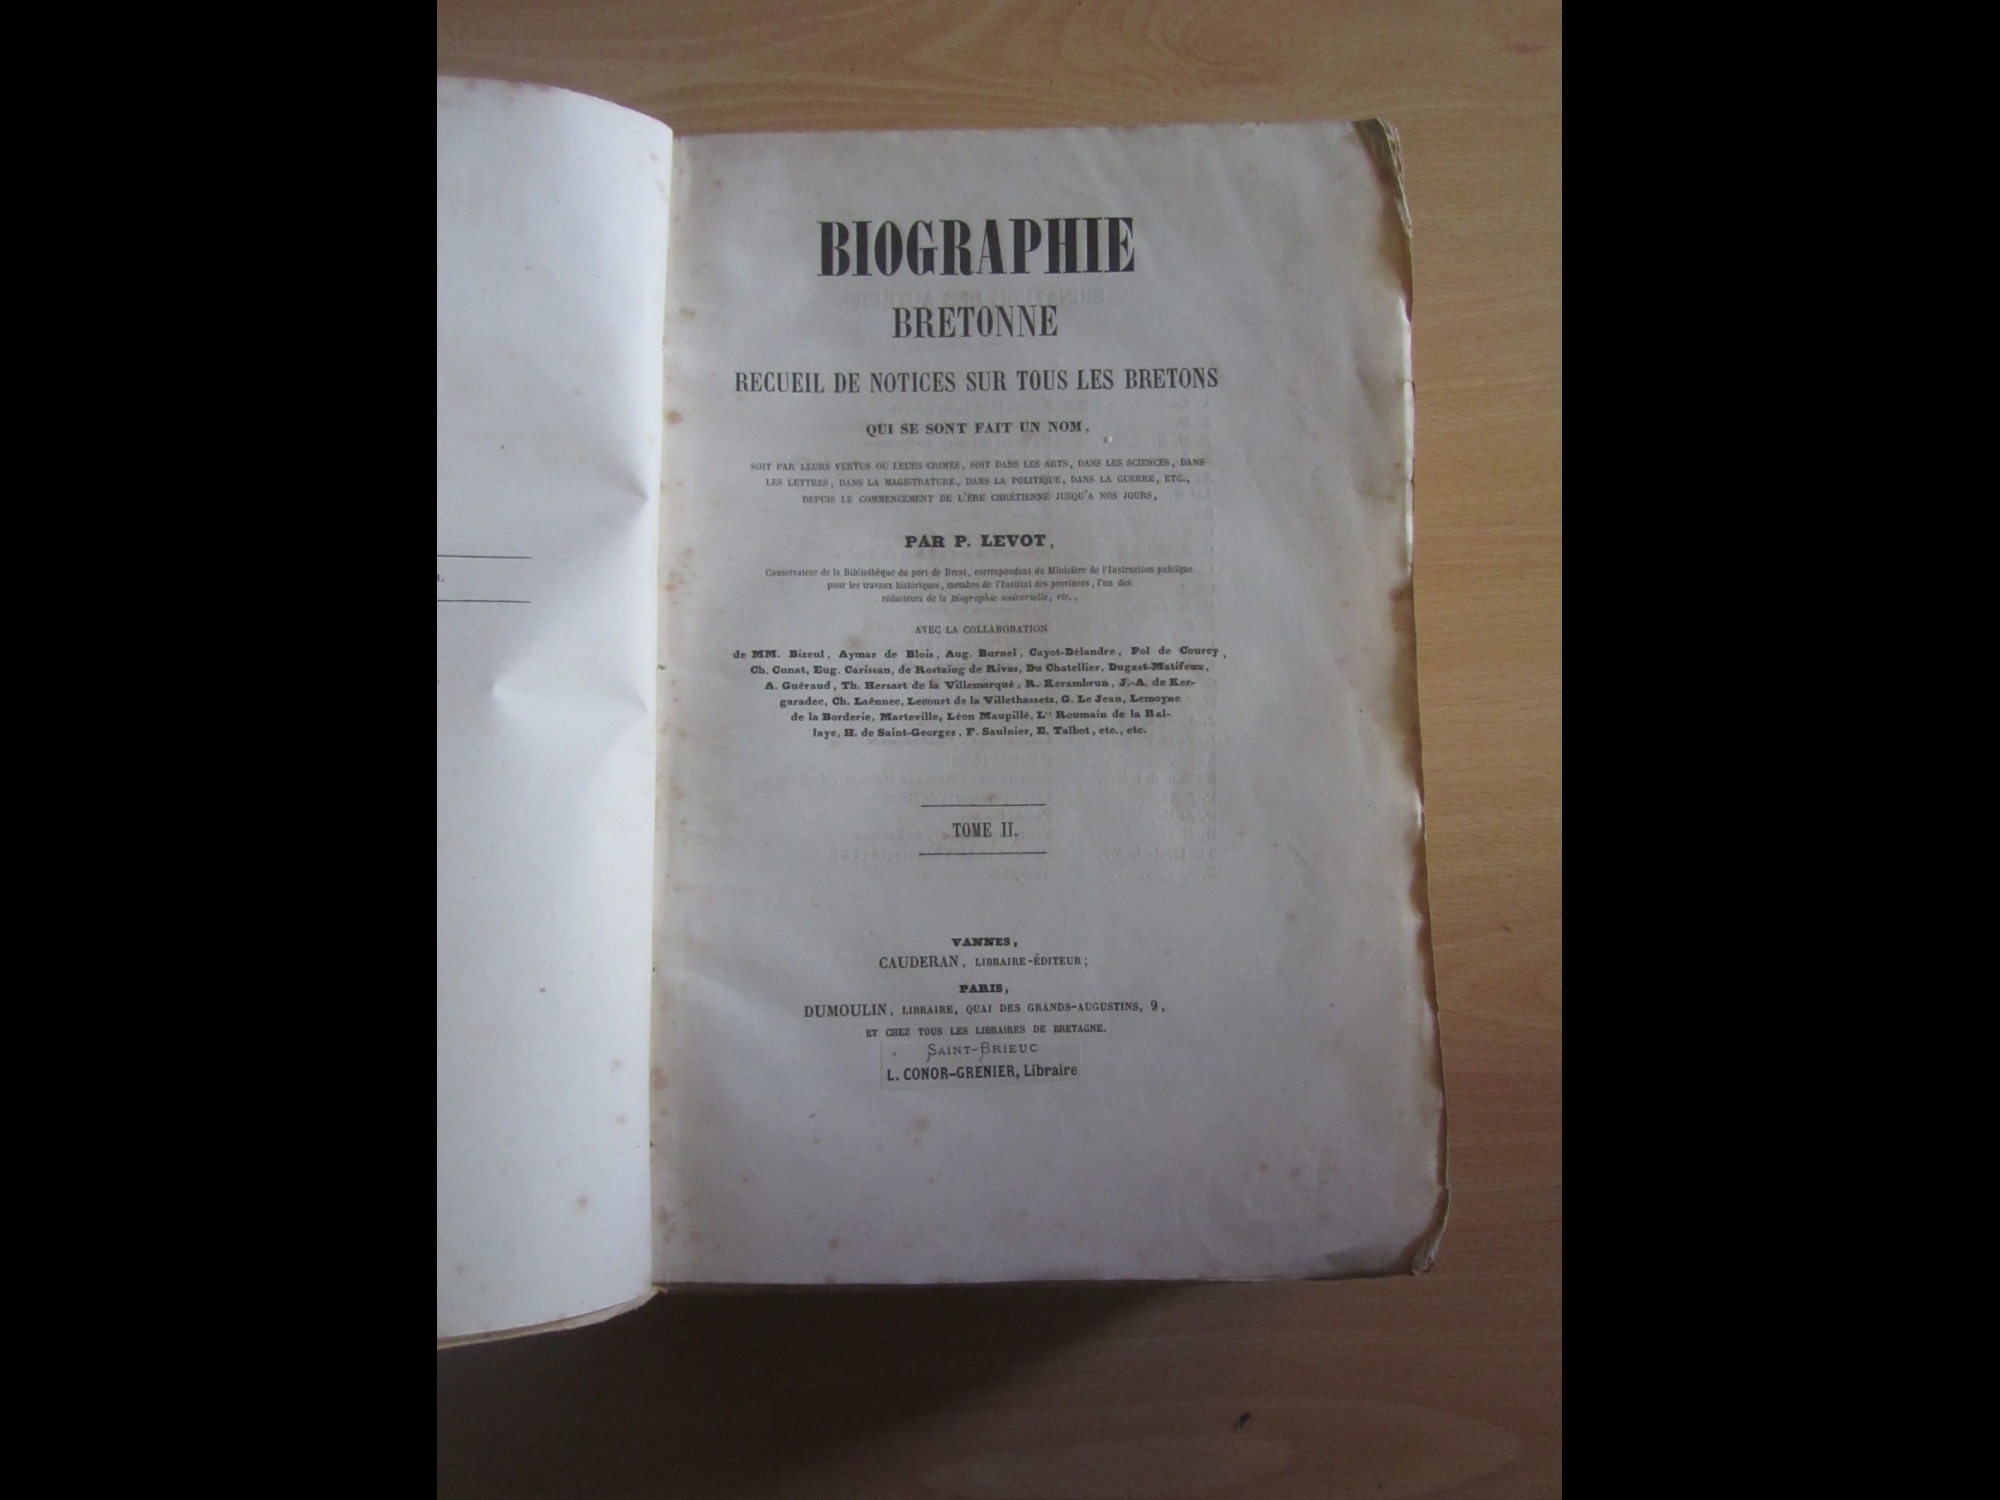 BIOGRAPHIE
BRETONNE
RECUEIL DE NOTICES SUR TOUS LES BRETONS
QUI SE SONT FAIT UN NOM,
SOIT PAR LEURS VERTUS OU LEURS CRIMES, SOIT DANS LES ARTS, DANS LES SCIENCES, DANS
LES LETTRES, DANS LA MAGISTRATURE, DANS LA POLITIQUE, DANS LA GUERRE, ETC.,
DEPUIS LE COMMENCEMENT DE L'ÈRE CHRÉTIENNE JUSQU'A NOS JOURS,
PAR P. LEVOT,
Conservateur de la Bibliothèque du port de Brest, correspondant du Ministère de l'Instruction publique
pour les travaux historiques, membre de l'Institut des provinces, l'un des
rédacteurs de la Biographie universelle, etc.,
AVEC LA COLLABORATION
de MM. Bizeul, Aymar de Blois, Aug. Burnel, Cayot-Délandre, Pol de Courcy,
Ch. Cunat, Eug. Carissan, de Rostaing de Rivas, Du Chatellier, Dugast-Matifeux,
A. Guéraud, Th. Hersart de la Villemarqué, R. Kerambrun, J.-A. de Ker-
garadec, Ch. Laënnec, Lecourt de la Villethassetz, G. Le Jean, Lemoyne
de la Borderie, Marteville, Léon Maupillé, Lⁿ Roumain de la Ral-
laye, H. de Saint-Georges, F. Saulnier, E. Talbot, etc., etc.
TOME II.
VANNES,
CAUDERAN, LIBRAIRE-ÉDITEUR;
PARIS,
DUMOULIN, LIBRAIRE, QUAI DES GRANDS-AUGUSTINS, 9,
ET CHEZ TOUS LES LIBRAIRES DE BRETAGNE.
SAINT-BRIEUC
L. CONOR-GRENIER, Libraire